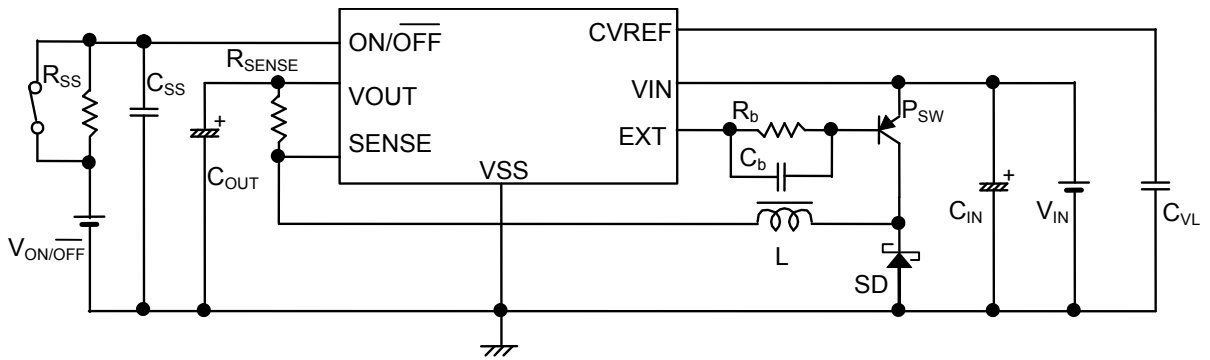 ON/OFF
CVREF
RSENSE
RSS
CSS
VOUT
VIN
Rb
PSW
SENSE
EXT
+
COUT
VSS
Cb
+
CIN
VIN
CVL
VON/OFF
L
SD